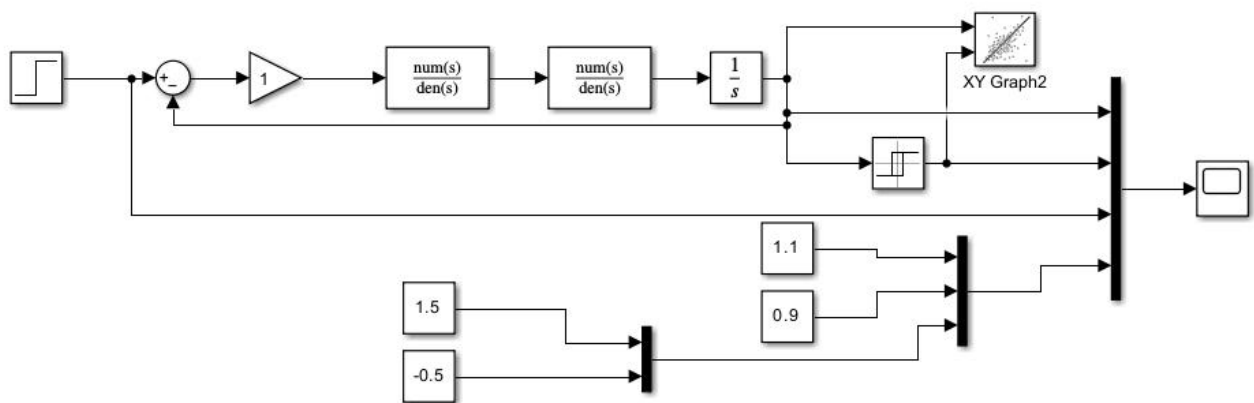 +
−
1
num(s)
den(s)
num(s)
den(s)
1
s
XY Graph2
1.1
0.9
1.5
-0.5